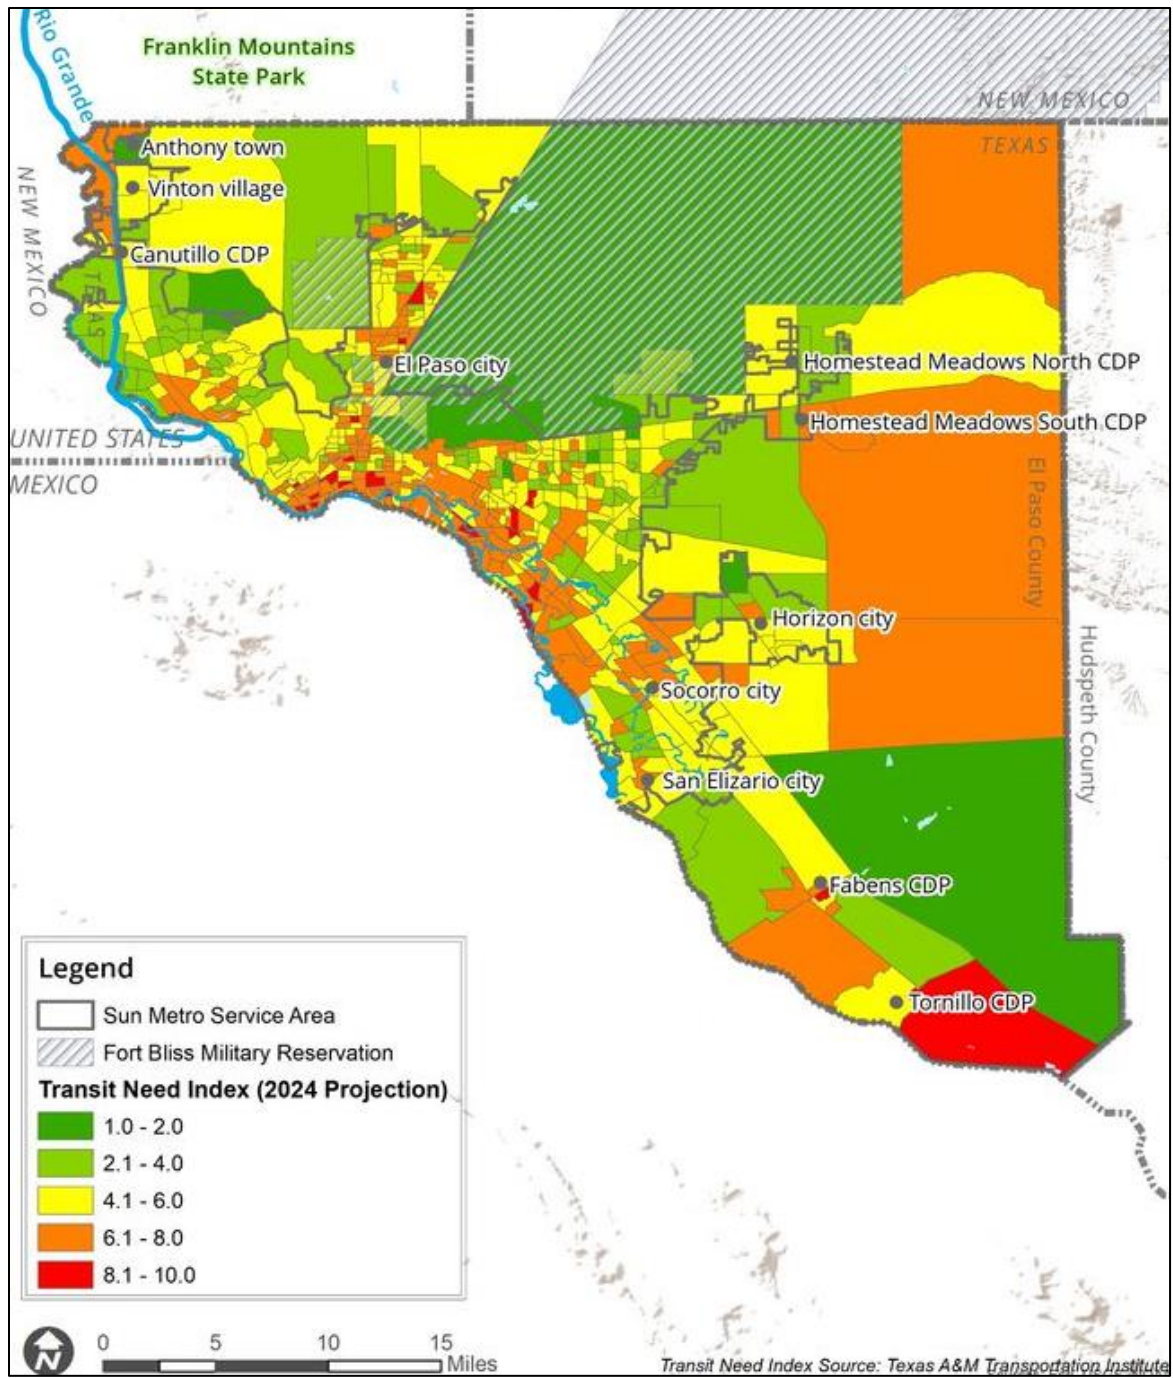 Rio Grande
Franklin Mountains
State Park
NEW MEXICO
TEXAS
Anthony town
Vinton village
NEW MEXICO
Canutillo CDP
TEXAS
El Paso city
Homestead Meadows North CDP
Homestead Meadows South CDP
UNITED STATES
MEXICO
El Paso County
Horizon city
Hudspeth County
Socorro city
San Elizario city
Fabens CDP
Tornillo CDP
Legend
Sun Metro Service Area
Fort Bliss Military Reservation
Transit Need Index (2024 Projection)
1.0 - 2.0
2.1 - 4.0
4.1 - 6.0
6.1 - 8.0
8.1 - 10.0
N
0 5 10 15
Miles
Transit Need Index Source: Texas A&M Transportation Institute